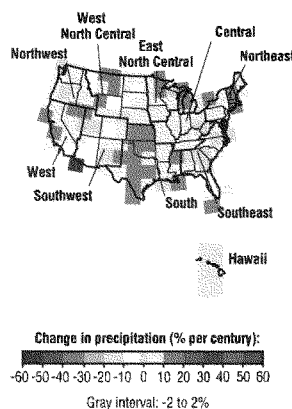 West
North Central
Central
Northwest
East
North Central
Northeast
West
Southwest
South
Southeast
Hawaii
Change in precipitation (% per century):
-60 -50 -40 -30 -20 -10 0 10 20 30 40 50 60
Gray interval: -2 to 2%